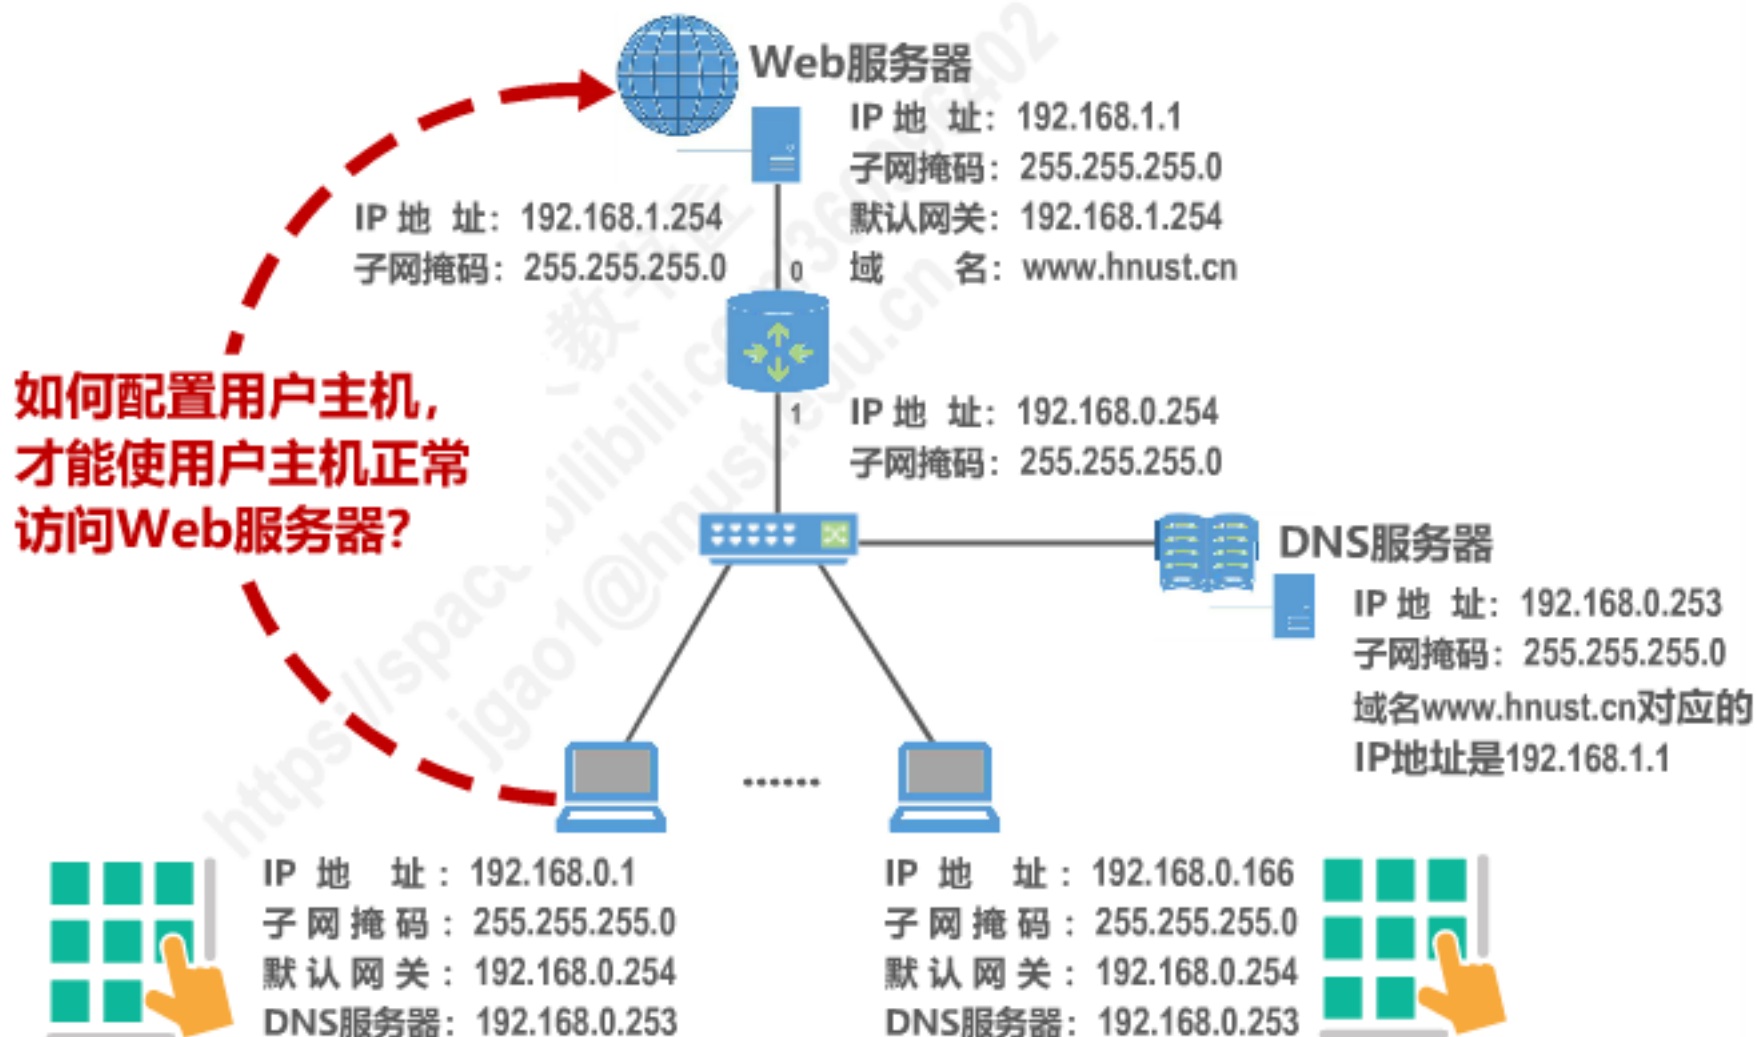 Web服务器
IP 地 址：192.168.1.1
子网掩码：255.255.255.0
默认网关：192.168.1.254
域 名：www.hnust.cn
IP 地 址：192.168.1.254
子网掩码：255.255.255.0
0
如何配置用户主机，
才能使用户主机正常
访问Web服务器？
1
IP 地 址：192.168.0.254
子网掩码：255.255.255.0
DNS服务器
IP 地 址：192.168.0.253
子网掩码：255.255.255.0
域名www.hnust.cn对应的
IP地址是192.168.1.1
......
IP 地 址：192.168.0.1
子网掩码：255.255.255.0
默认网关：192.168.0.254
DNS服务器：192.168.0.253
IP 地 址：192.168.0.166
子网掩码：255.255.255.0
默认网关：192.168.0.254
DNS服务器：192.168.0.253
jgao1@hnust.edu.cn